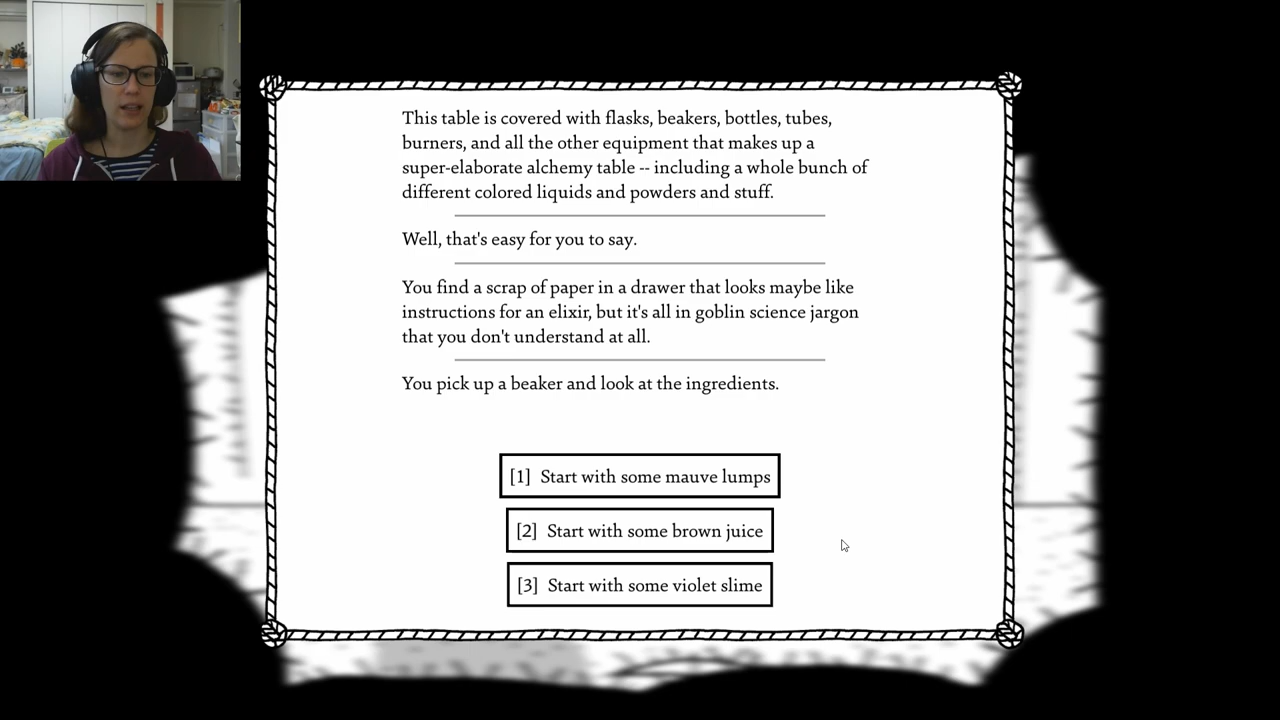 This table is covered with flasks, beakers, bottles, tubes,
burners, and all the other equipment that makes up a
super-elaborate alchemy table -- including a whole bunch of
different colored liquids and powders and stuff.
Well, that's easy for you to say.
You find a scrap of paper in a drawer that looks maybe like
instructions for an elixir, but it's all in goblin science jargon
that you don't understand at all.
You pick up a beaker and look at the ingredients.
[1] Start with some mauve lumps
[2] Start with some brown juice
[3] Start with some violet slime